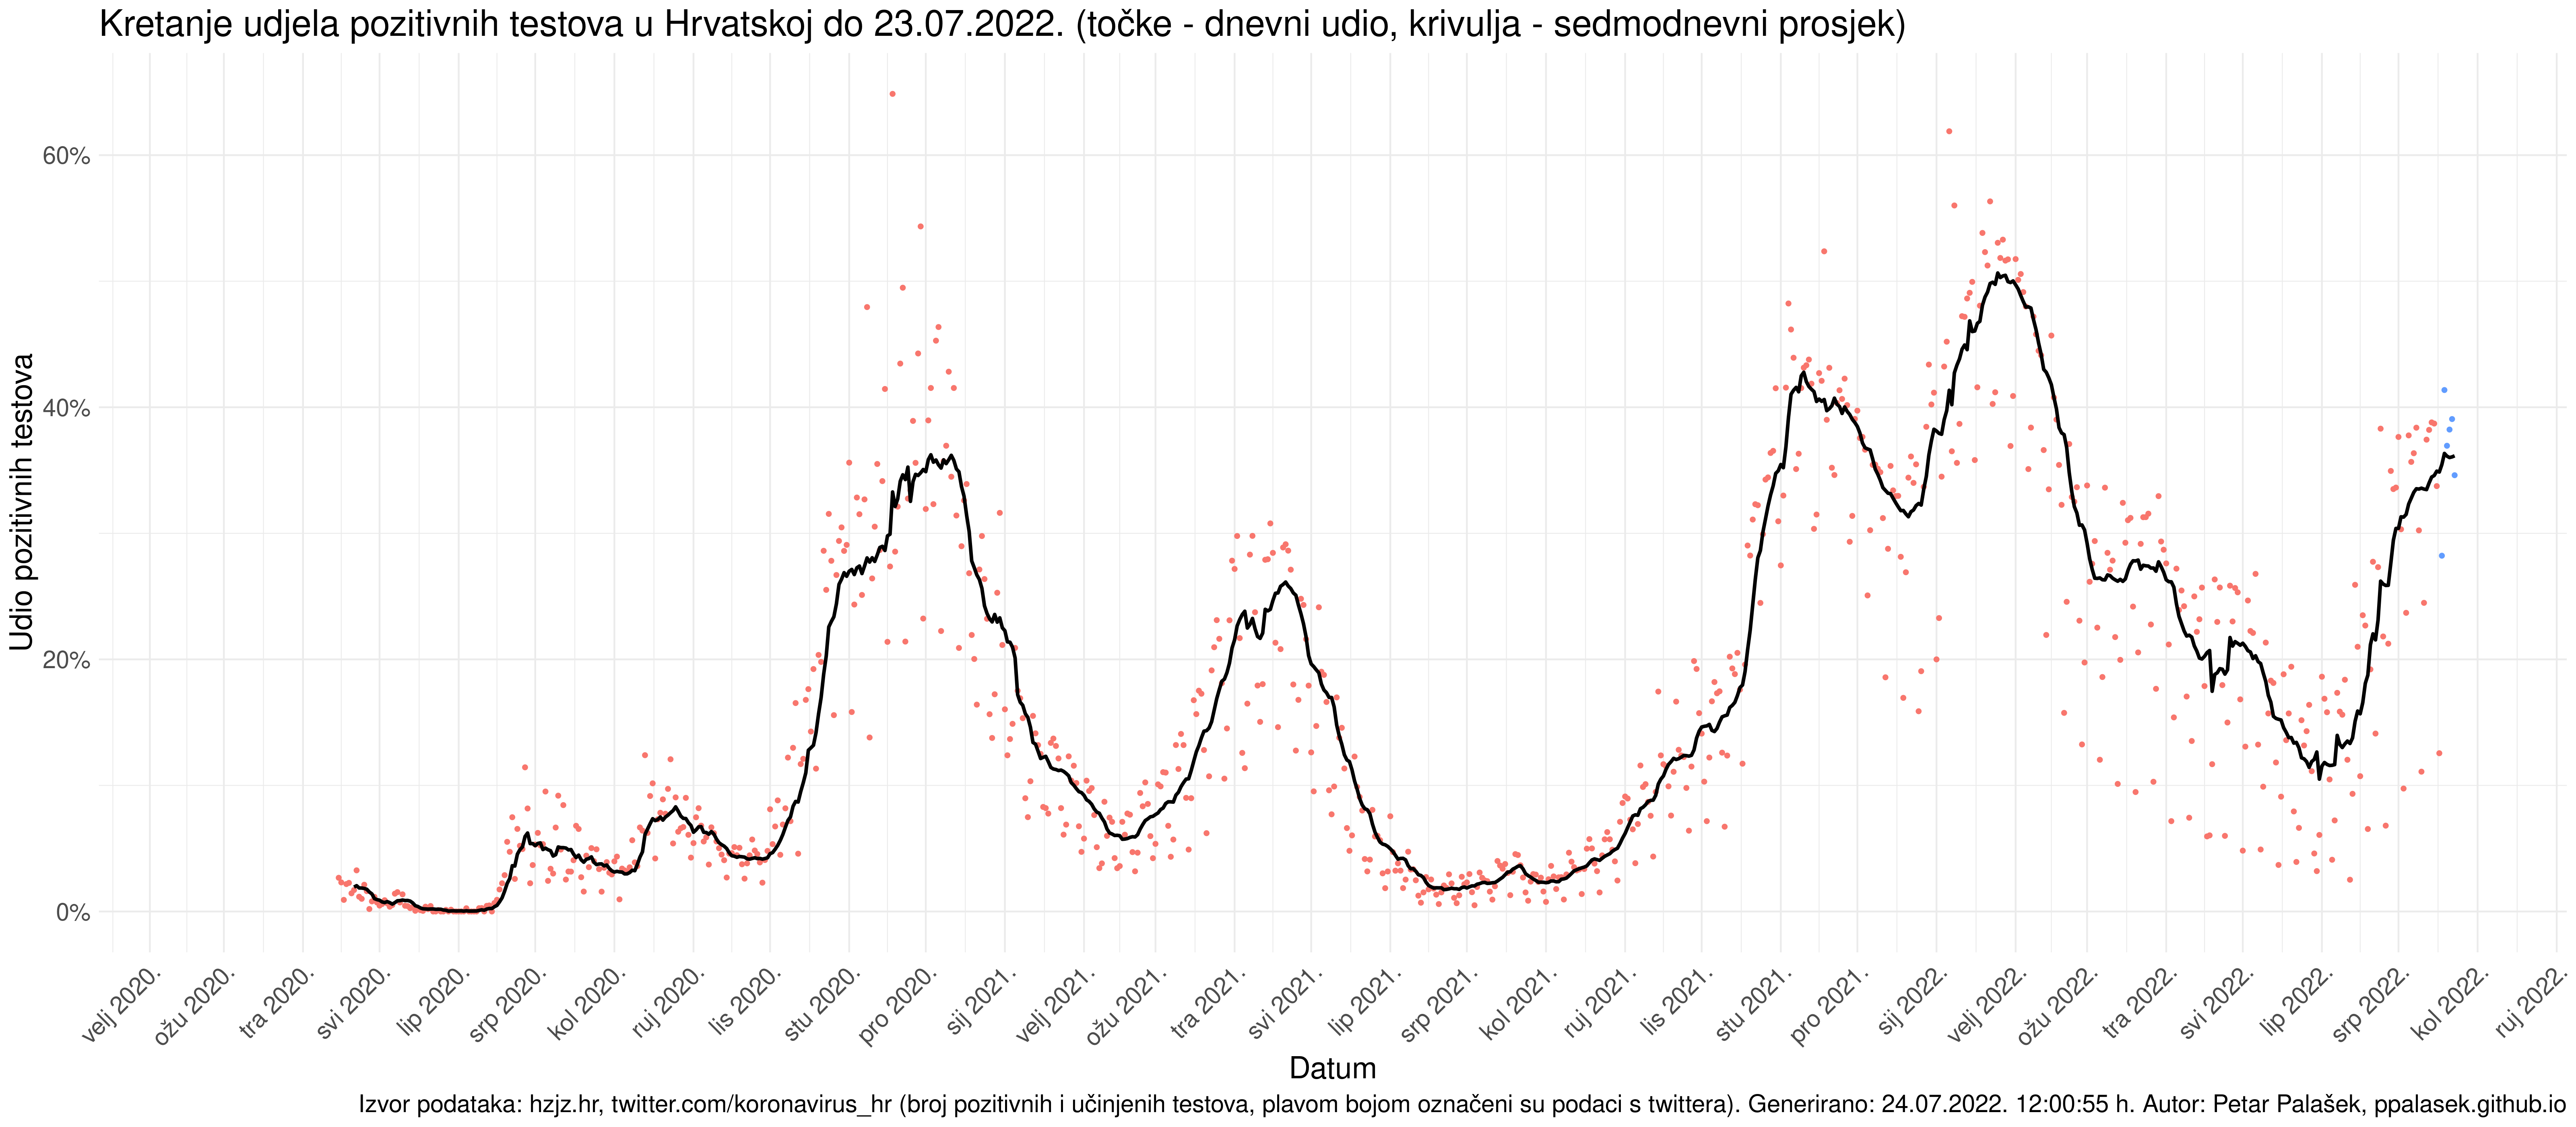 Kretanje udjela pozitivnih testova u Hrvatskoj do 23.07.2022. (točke - dnevni udio, krivulja - sedmodnevni prosjek)
Udio pozitivnih testova
60%
40%
20%
0%
velj 2020.
ožu 2020.
tra 2020.
svi 2020.
lip 2020.
srp 2020.
kol 2020.
ruj 2020.
lis 2020.
stu 2020.
pro 2020.
sij 2021.
velj 2021.
ožu 2021.
tra 2021.
svi 2021.
lip 2021.
srp 2021.
kol 2021.
ruj 2021.
lis 2021.
stu 2021.
pro 2021.
sij 2022.
velj 2022.
ožu 2022.
tra 2022.
svi 2022.
lip 2022.
srp 2022.
kol 2022.
ruj 2022.
Datum
Izvor podataka: hzjz.hr, twitter.com/koronavirus_hr (broj pozitivnih i učinjenih testova, plavom bojom označeni su podaci s twittera). Generirano: 24.07.2022. 12:00:55 h. Autor: Petar Palašek, ppalasek.github.io